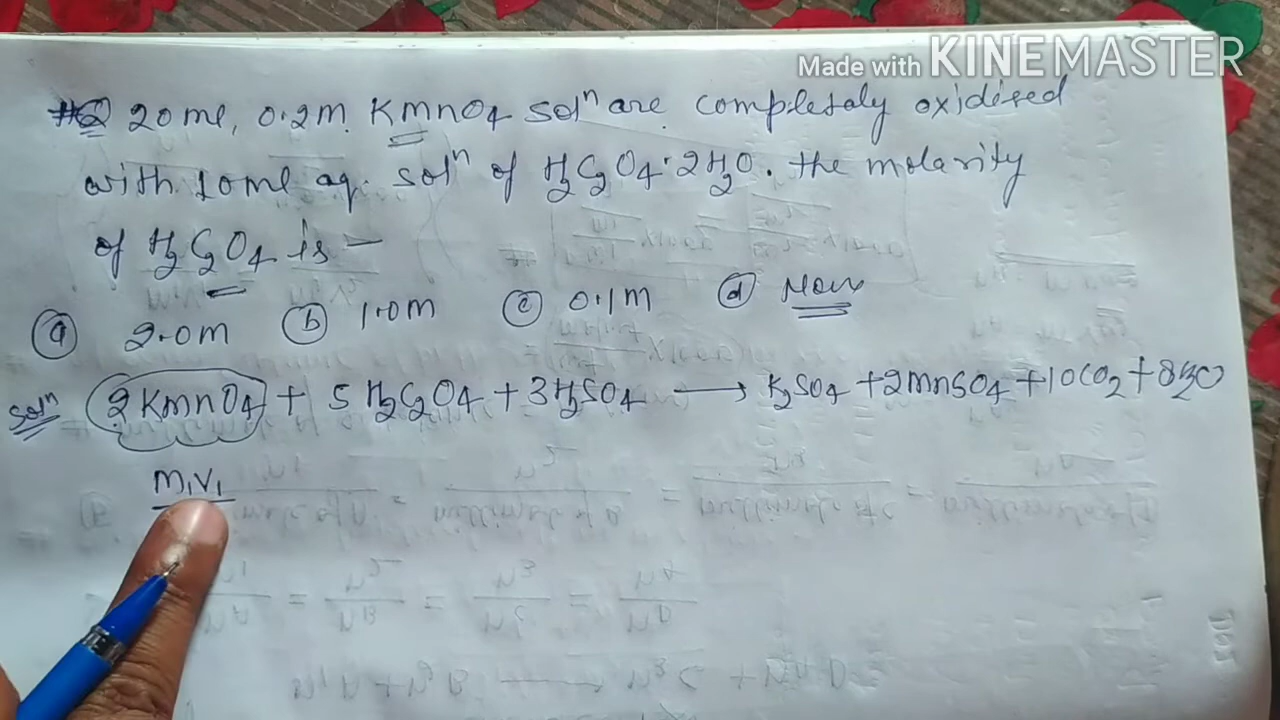 Made with KINEMASTER
#Q 20ml, 0.2M KMnO4 solⁿ are completely oxidised
with 10ml aq. solⁿ of H2C2O4·2H2O. the molarity
of H2C2O4 is –
(a) 2.0M (b) 1.0M (c) 0.1M (d) None
Solⁿ 2KMnO4 + 5H2C2O4 + 3H2SO4 → K2SO4 + 2MnSO4 + 10CO2 + 8H2O
M1V1